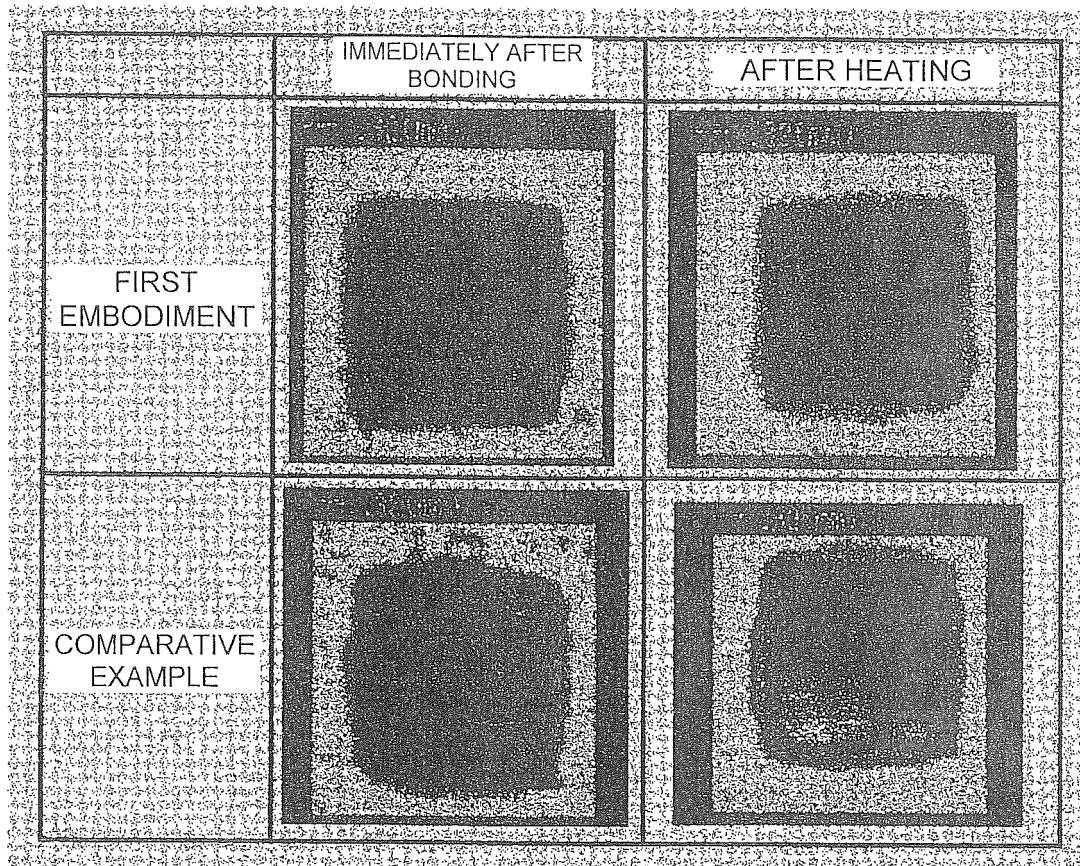 IMMEDIATELY AFTER
BONDING
AFTER HEATING
FIRST
EMBODIMENT
COMPARATIVE
EXAMPLE